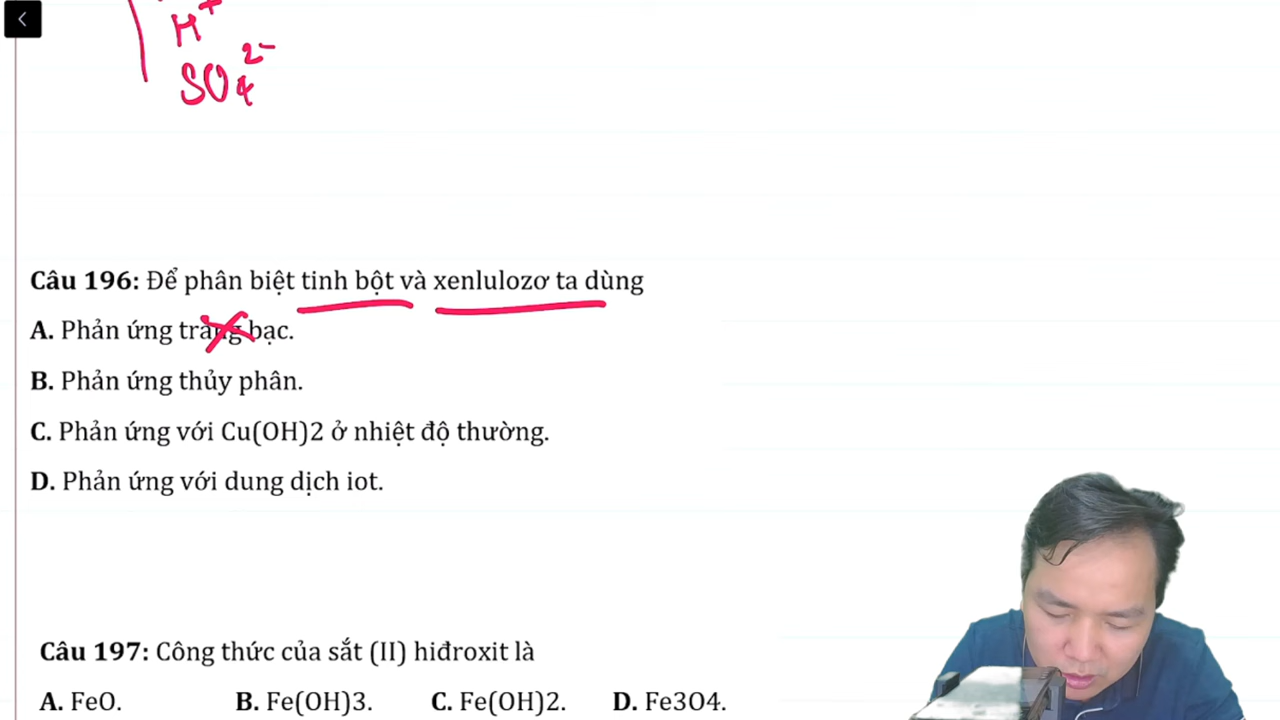 H+
SO4 2-
Câu 196: Để phân biệt tinh bột và xenlulozơ ta dùng
A. Phản ứng tráng bạc.
B. Phản ứng thủy phân.
C. Phản ứng với Cu(OH)2 ở nhiệt độ thường.
D. Phản ứng với dung dịch iot.
Câu 197: Công thức của sắt (II) hiđroxit là
A. FeO. B. Fe(OH)3. C. Fe(OH)2. D. Fe3O4.